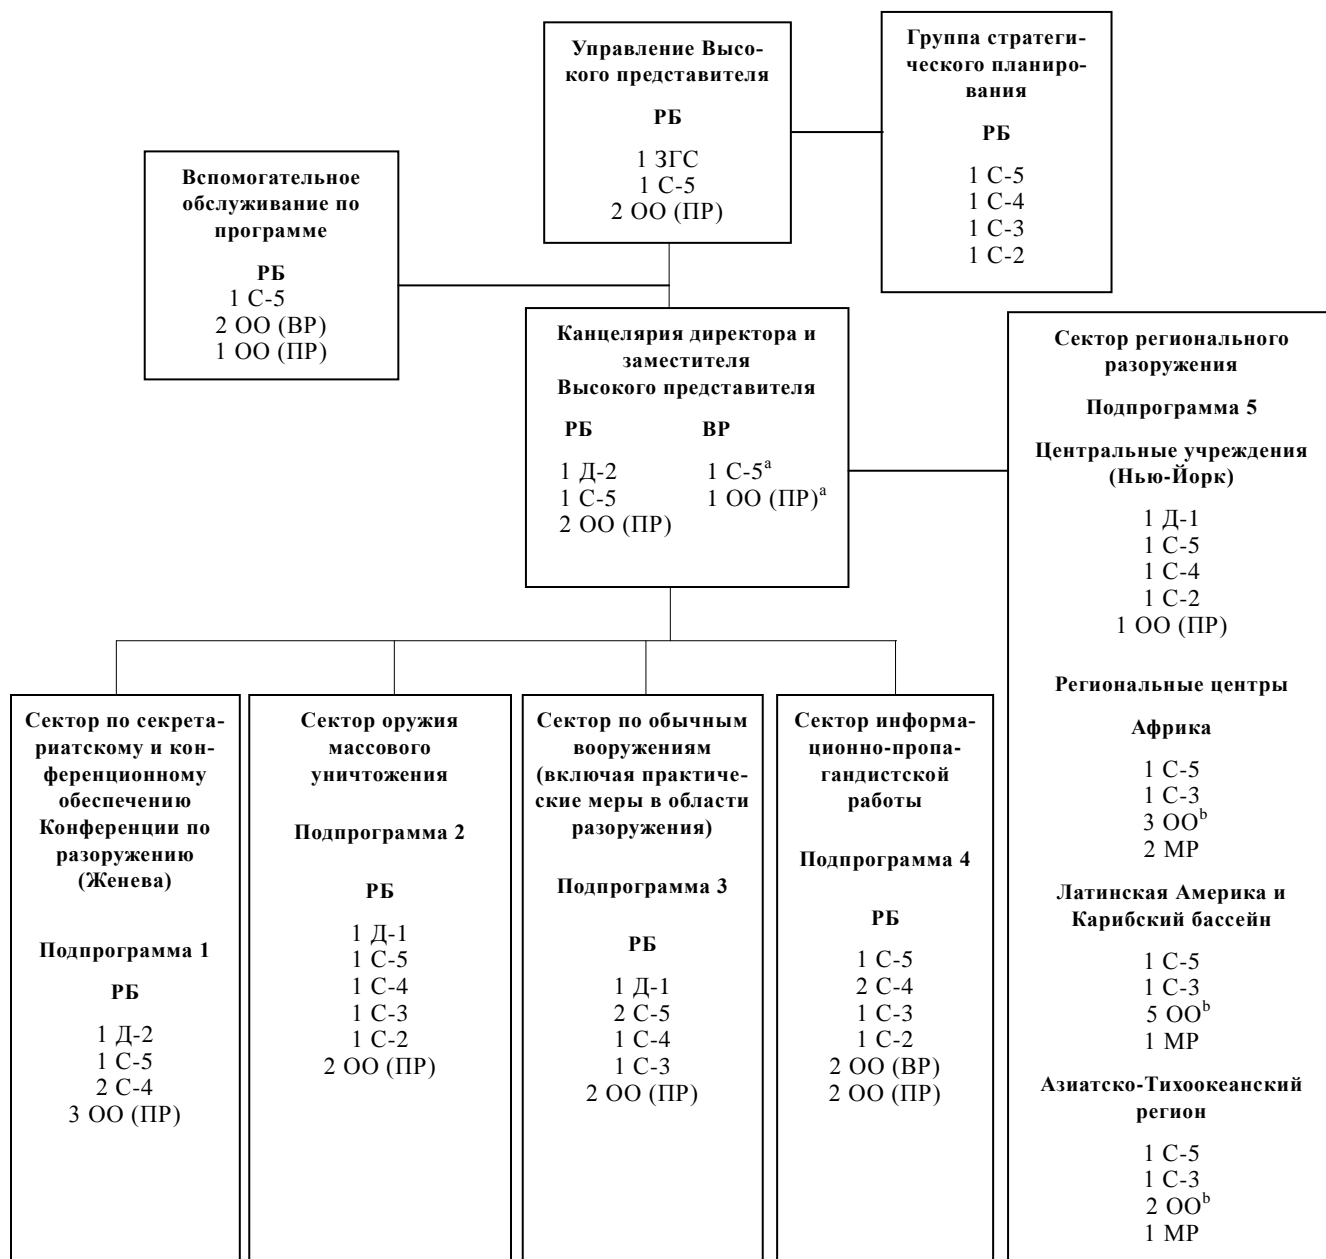 Управление Высо-
кого представителя
РБ
1 ЗГС
1 С-5
2 ОО (ПР)
Группа стратеги-
ческого планиро-
вания
РБ
1 С-5
1 С-4
1 С-3
1 С-2
Вспомогательное
обслуживание по
программе
РБ
1 С-5
2 ОО (ВР)
1 ОО (ПР)
Канцелярия директора и
заместителя
Высокого представителя
РБ ВР
1 Д-2 1 С-5a
1 С-5 1 ОО (ПР)a
2 ОО (ПР)
Сектор регионального
разоружения
Подпрограмма 5
Центральные учреждения
(Нью-Йорк)
1 Д-1
1 С-5
1 С-4
1 С-2
1 ОО (ПР)
Региональные центры
Африка
1 С-5
1 С-3
3 ООb
2 МР
Латинская Америка и
Карибский бассейн
1 С-5
1 С-3
5 ООb
1 МР
Азиатско-Тихоокеанский
регион
1 С-5
1 С-3
2 ООb
1 МР
Сектор по секрета-
риатскому и кон-
ференционному
обеспечению
Конференции по
разоружению
(Женева)
Подпрограмма 1
РБ
1 Д-2
1 С-5
2 С-4
3 ОО (ПР)
Сектор оружия
массового
уничтожения
Подпрограмма 2
РБ
1 Д-1
1 С-5
1 С-4
1 С-3
1 С-2
2 ОО (ПР)
Сектор по обычным
вооружениям
(включая практиче-
ские меры в области
разоружения)
Подпрограмма 3
РБ
1 Д-1
2 С-5
1 С-4
1 С-3
2 ОО (ПР)
Сектор информа-
ционно-пропа-
гандистской
работы
Подпрограмма 4
РБ
1 С-5
2 С-4
1 С-3
1 С-2
2 ОО (ВР)
2 ОО (ПР)